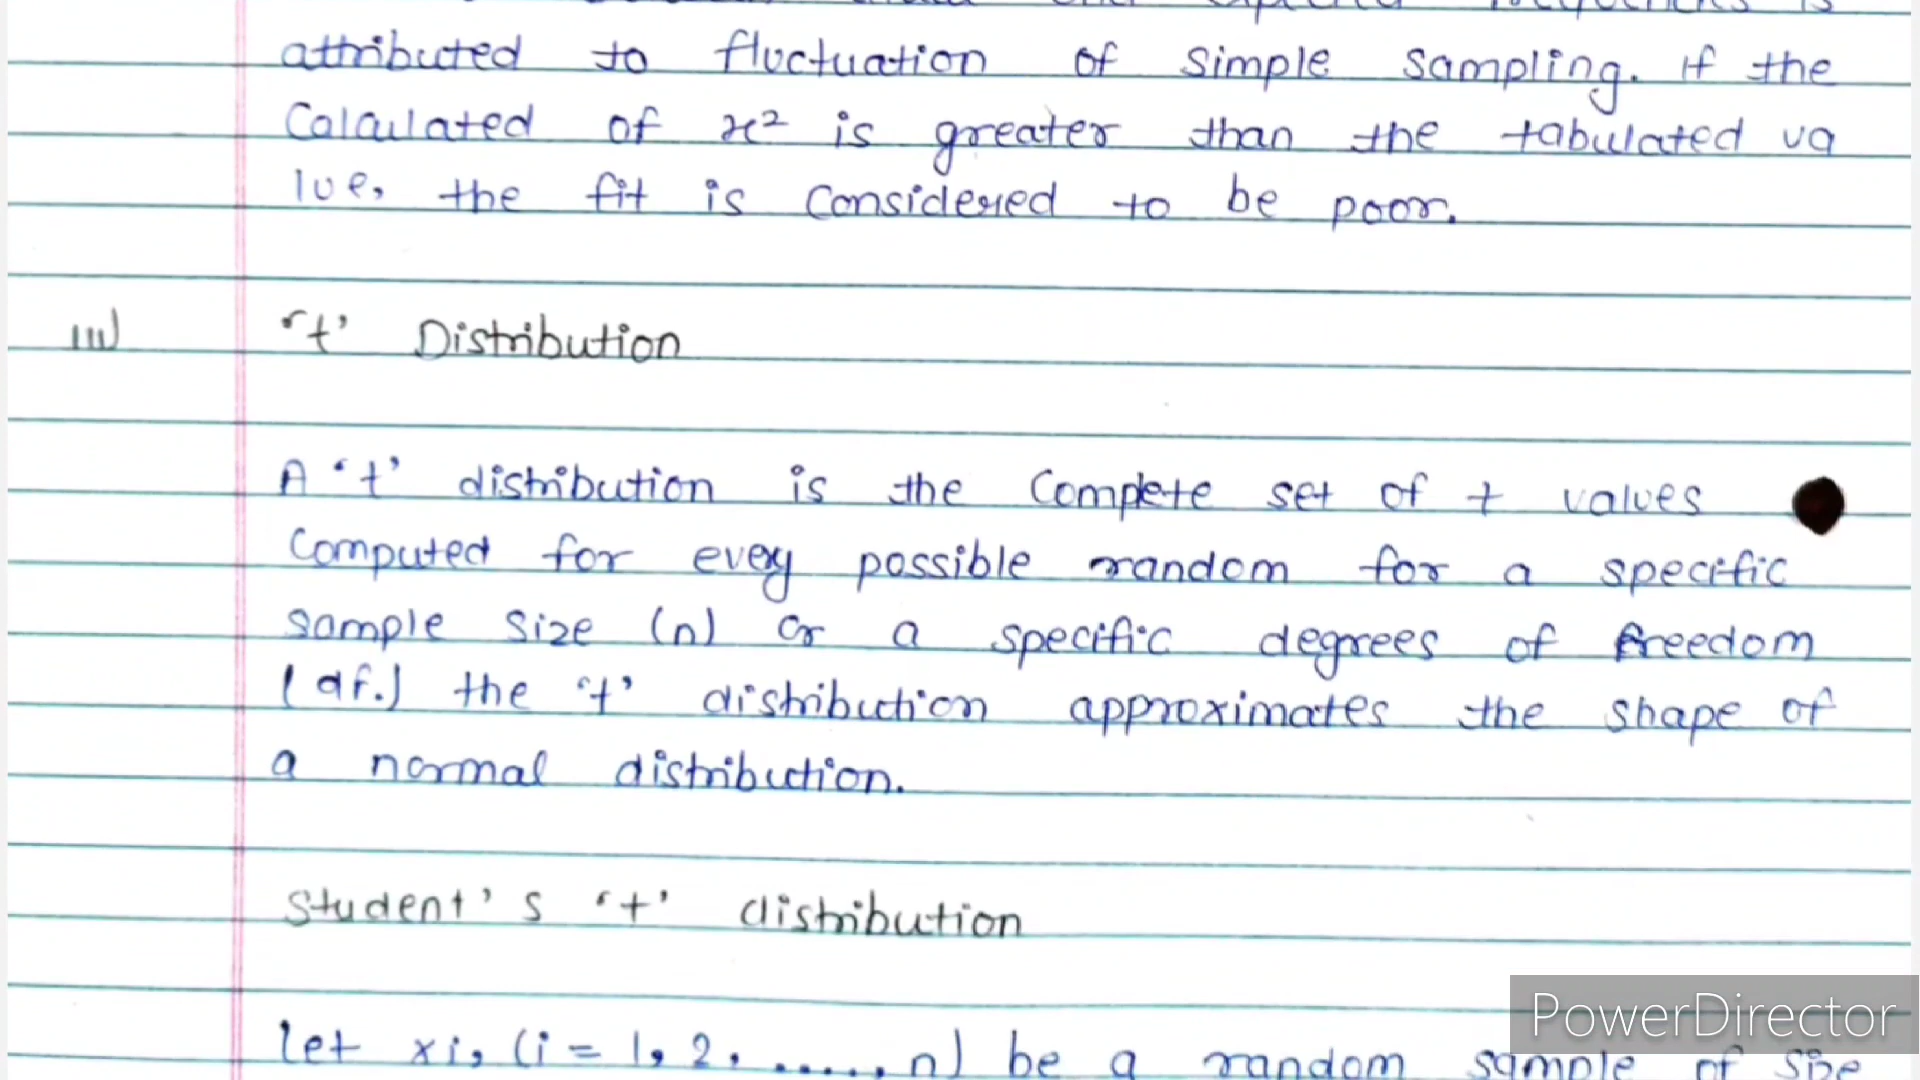 attributed to fluctuation of simple sampling. If the
Calculated of x² is greater than the tabulated va
lue, the fit is Considered to be poor.
iii)
't' Distribution
A 't' distribution is the Complete set of t values
Computed for every possible random for a specific
sample size (n) or a specific degrees of freedom
(df.) the 't' distribution approximates the shape of
a normal distribution.
Student's 't' distribution
let xi, (i = 1, 2, ....., n) be a random sample of size
PowerDirector